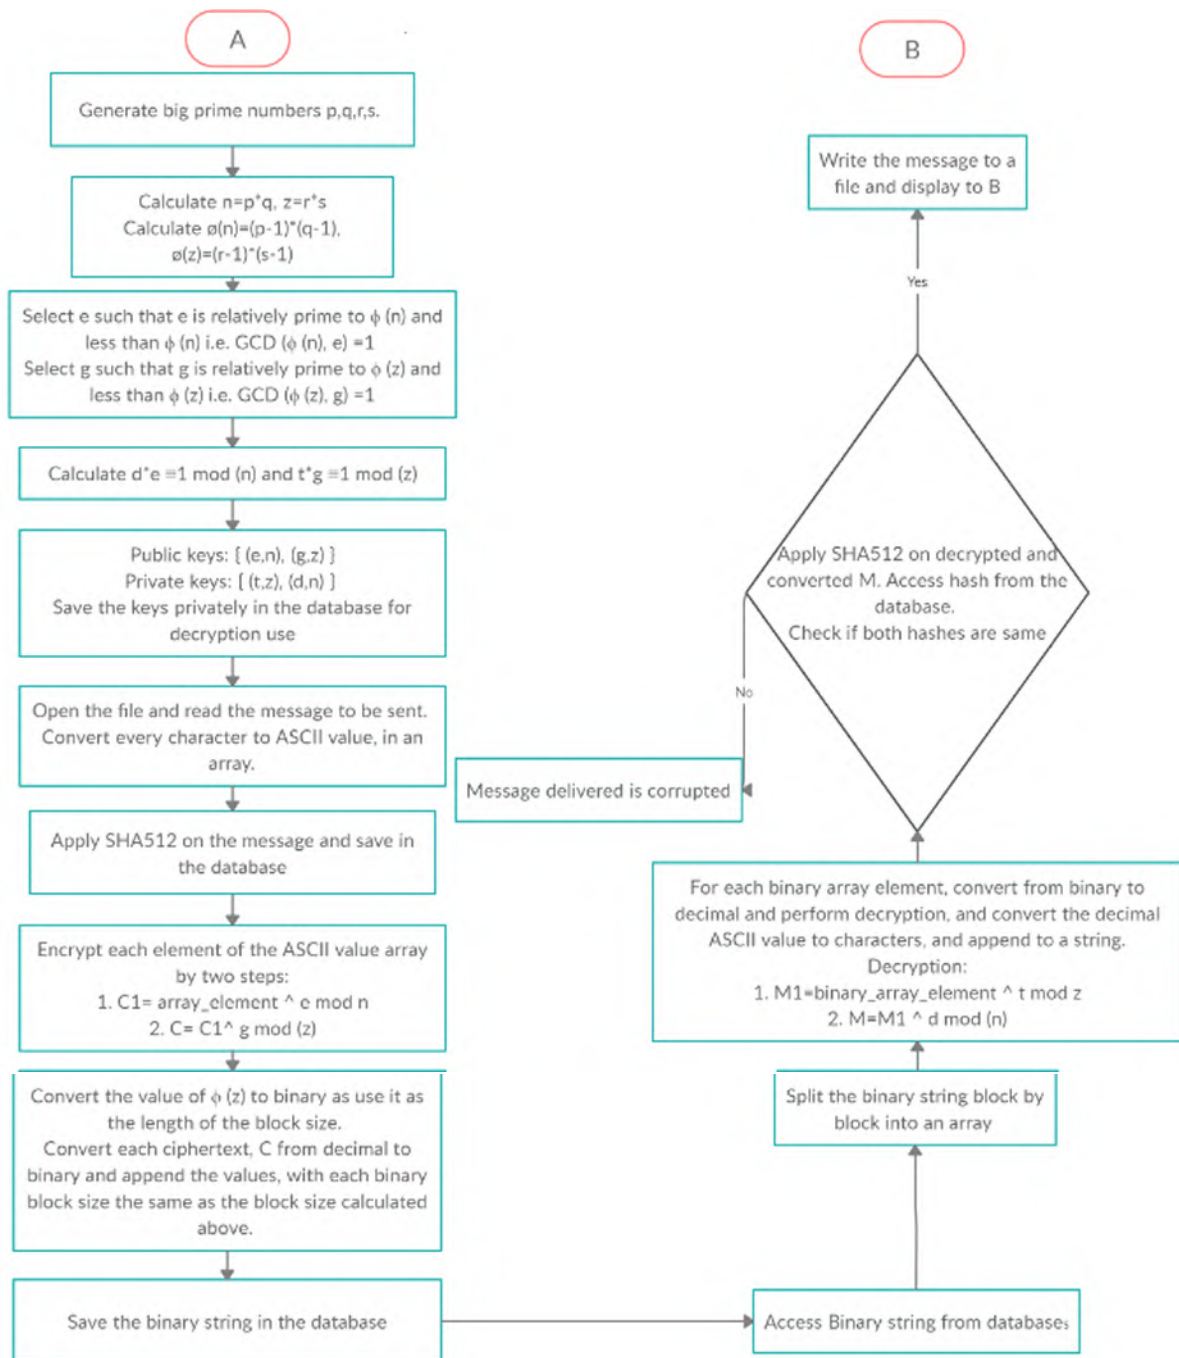 A
Generate big prime numbers p,q,r,s.
Calculate n=p*q, z=r*s
Calculate ø(n)=(p-1)*(q-1),
ø(z)=(r-1)*(s-1)
Select e such that e is relatively prime to ϕ (n) and
less than ϕ (n) i.e. GCD (ϕ (n), e) =1
Select g such that g is relatively prime to ϕ (z) and
less than ϕ (z) i.e. GCD (ϕ (z), g) =1
Calculate d*e ≡1 mod (n) and t*g ≡1 mod (z)
Public keys: [ (e,n), (g,z) ]
Private keys: [ (t,z), (d,n) ]
Save the keys privately in the database for
decryption use
Open the file and read the message to be sent.
Convert every character to ASCII value, in an
array.
Apply SHA512 on the message and save in
the database
Encrypt each element of the ASCII value array
by two steps:
1. C1= array_element ^ e mod n
2. C= C1^ g mod (z)
Convert the value of ϕ (z) to binary as use it as
the length of the block size.
Convert each ciphertext, C from decimal to
binary and append the values, with each binary
block size the same as the block size calculated
above.
Save the binary string in the database
B
Write the message to a
file and display to B
Yes
Apply SHA512 on decrypted and
converted M. Access hash from the
database.
Check if both hashes are same
No
Message delivered is corrupted
For each binary array element, convert from binary to
decimal and perform decryption, and convert the decimal
ASCII value to characters, and append to a string.
Decryption:
1. M1=binary_array_element ^ t mod z
2. M=M1 ^ d mod (n)
Split the binary string block by
block into an array
Access Binary string from databases